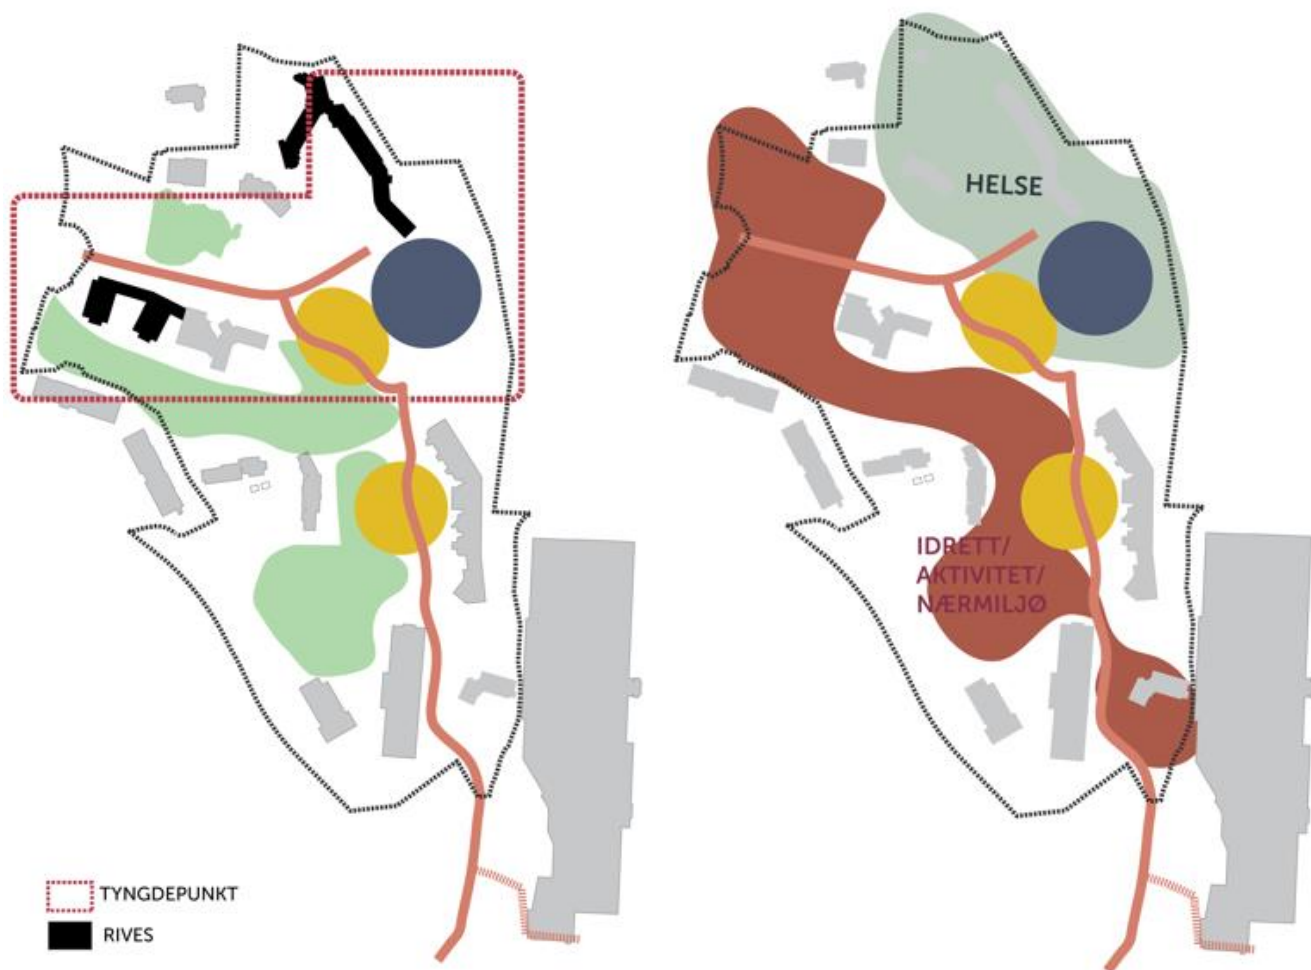 HELSE
IDRETT/
AKTIVITET/
NÆRMILJØ
TYNGDEPUNKT
RIVES